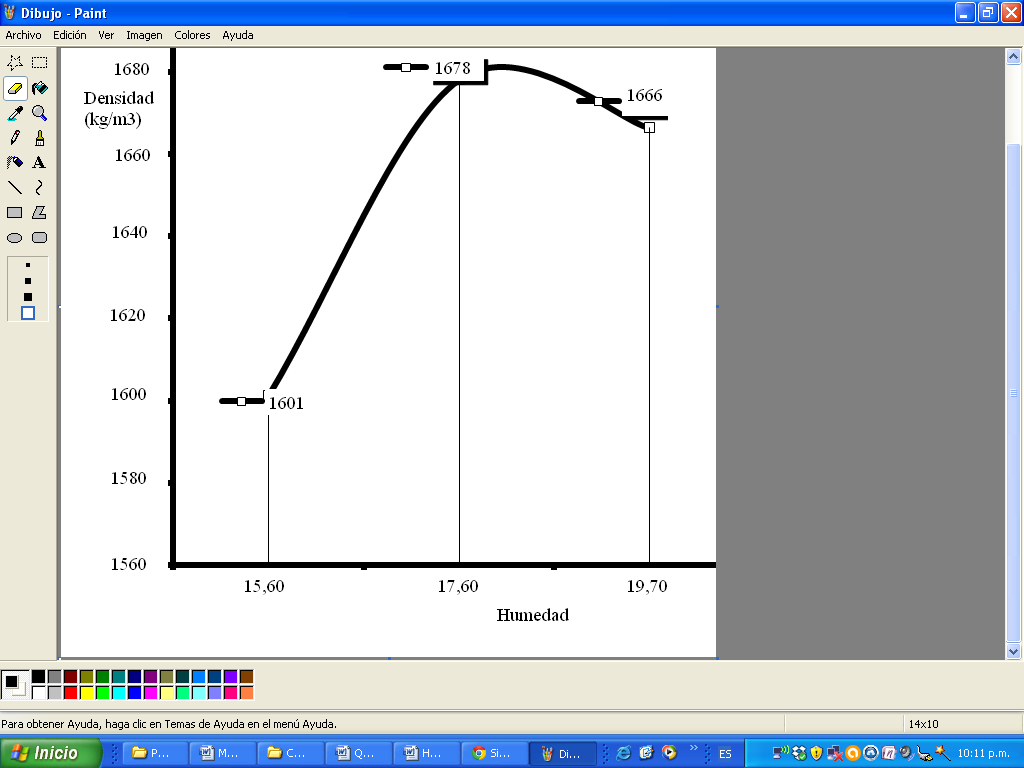 Dibujo - Paint
Archivo Edición Ver Imagen Colores Ayuda
1680
1678
1666
Densidad
(kg/m3)
1660
1640
1620
1600
1601
1580
1560
15,60 17,60 19,70
Humedad
Para obtener Ayuda, haga clic en Temas de Ayuda en el menú Ayuda.
14x10
Inicio P... M... C... Q... H... Si... Di... ES 10:11 p.m.